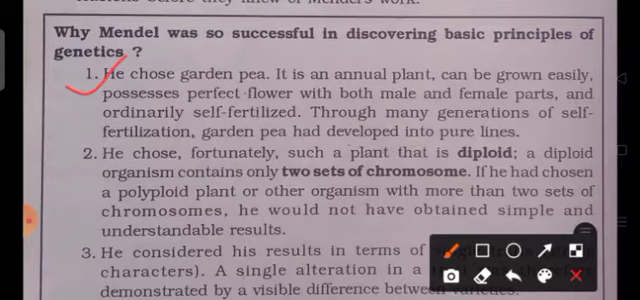 Why Mendel was so successful in discovering basic principles of
genetics ?
1. He chose garden pea. It is an annual plant, can be grown easily,
possesses perfect flower with both male and female parts, and
ordinarily self-fertilized. Through many generations of self-
fertilization, garden pea had developed into pure lines.
2. He chose, fortunately, such a plant that is diploid; a diploid
organism contains only two sets of chromosome. If he had chosen
a polyploid plant or other organism with more than two sets of
chromosomes, he would not have obtained simple and
understandable results.
3. He considered his results in terms of
characters). A single alteration in a
demonstrated by a visible difference between